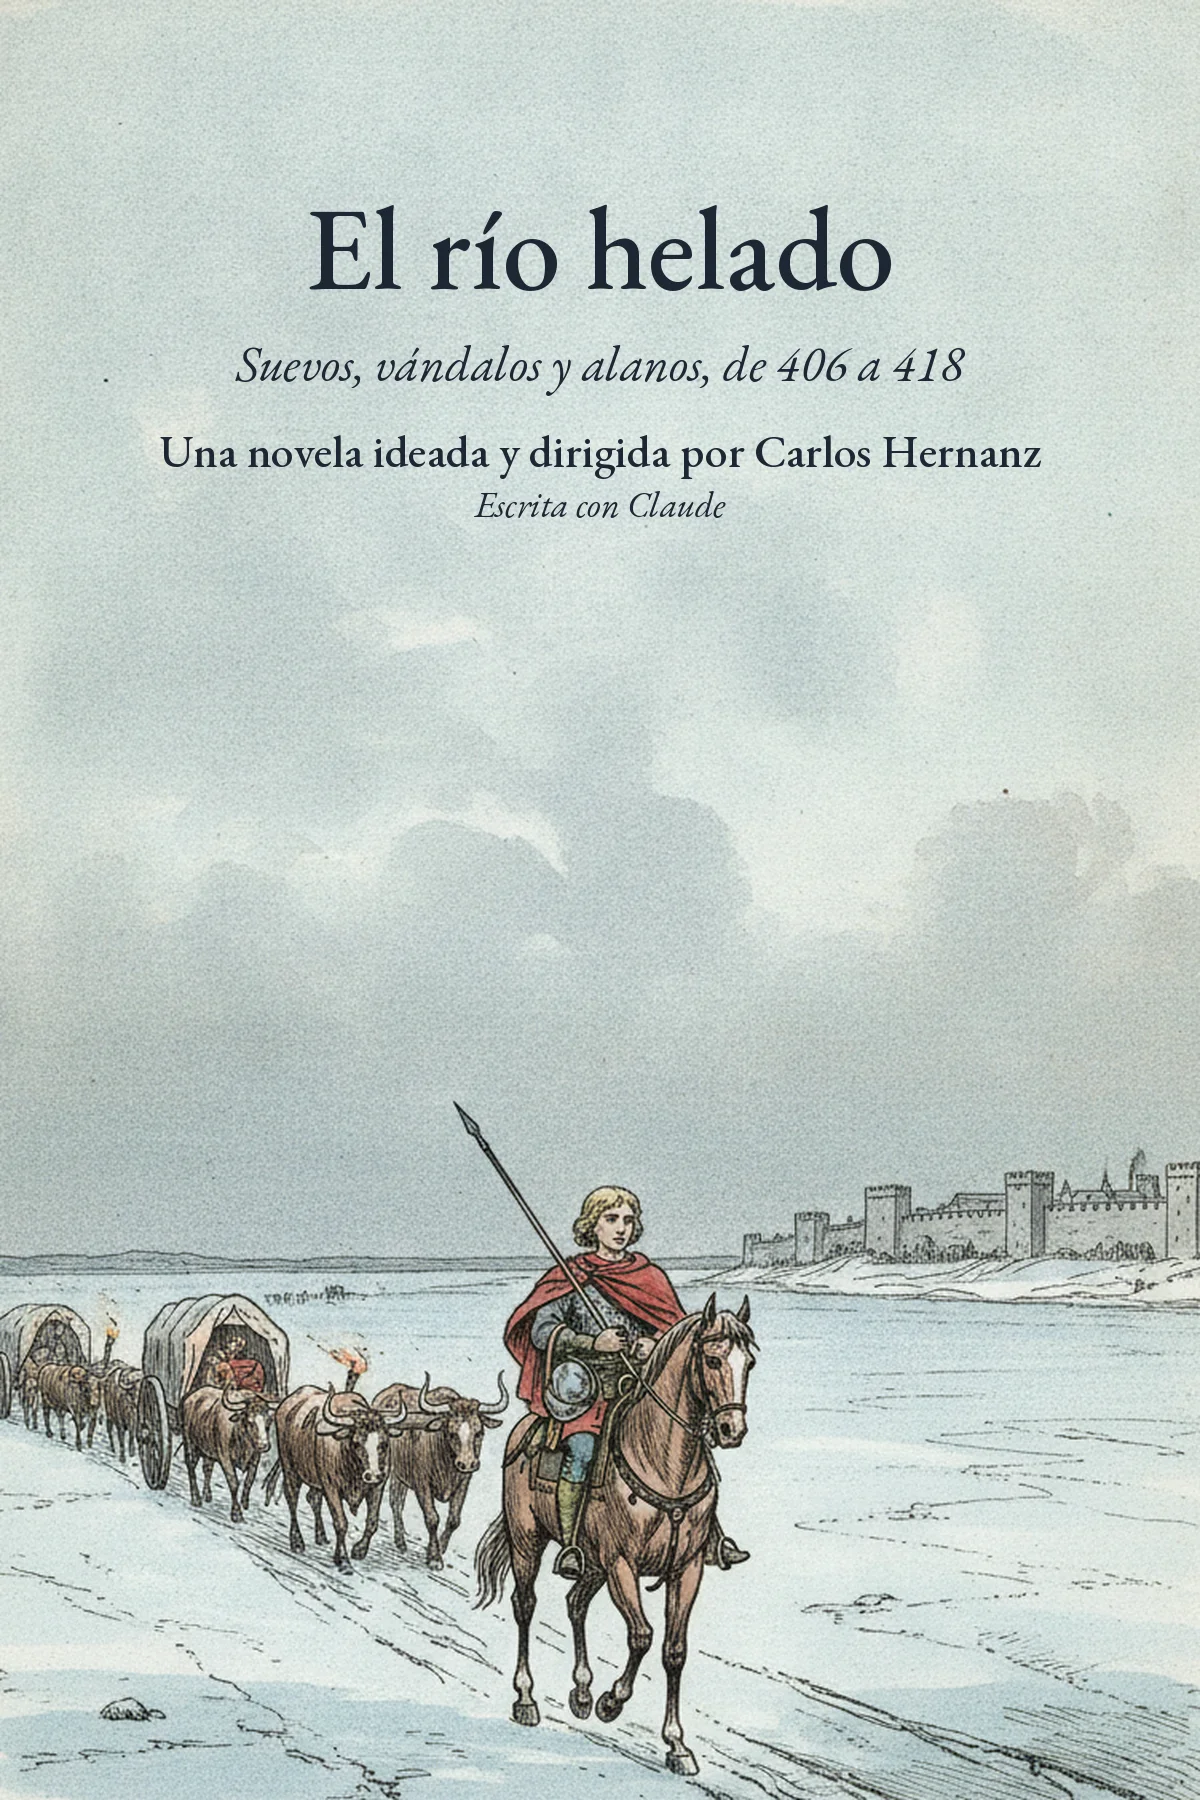 El río helado
Suevos, vándalos y alanos, de 406 a 418
Una novela ideada y dirigida por Carlos Hernanz
Escrita con Claude